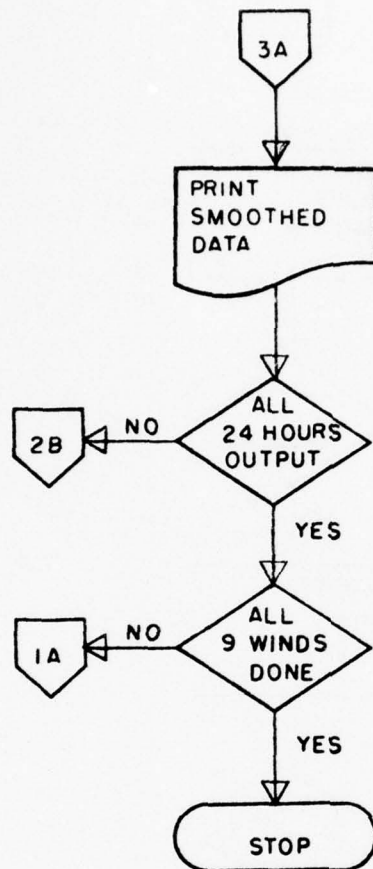 3A
PRINT
SMOOTHED
DATA
ALL
24 HOURS
OUTPUT
NO
2B
YES
ALL
9 WINDS
DONE
NO
1A
YES
STOP